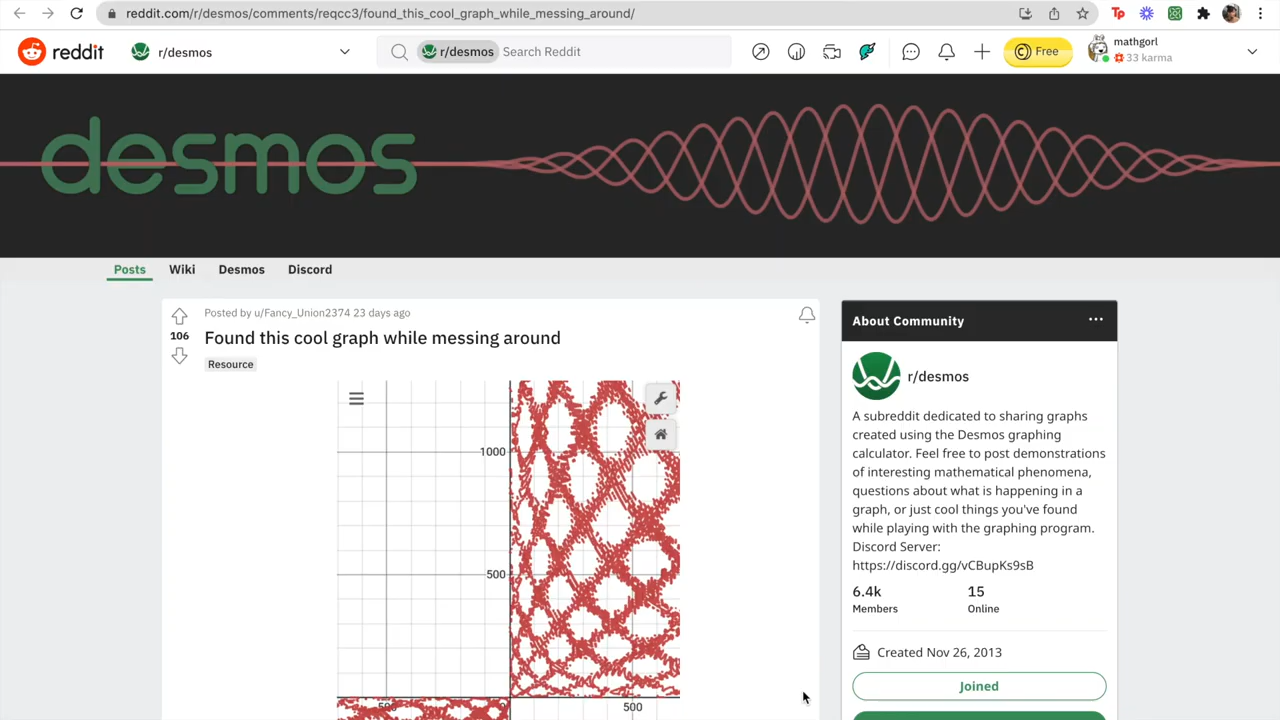 reddit.com/r/desmos/comments/reqcc3/found_this_cool_graph_while_messing_around/
Tp
reddit
r/desmos
r/desmos Search Reddit
Free
mathgorl
33 karma
desmos
Posts Wiki Desmos Discord
Posted by u/Fancy_Union2374 23 days ago
106
Found this cool graph while messing around
Resource
1000
500
500
500
About Community
r/desmos
A subreddit dedicated to sharing graphs
created using the Desmos graphing
calculator. Feel free to post demonstrations
of interesting mathematical phenomena,
questions about what is happening in a
graph, or just cool things you've found
while playing with the graphing program.
Discord Server:
https://discord.gg/vCBupKs9sB
6.4k 15
Members Online
Created Nov 26, 2013
Joined